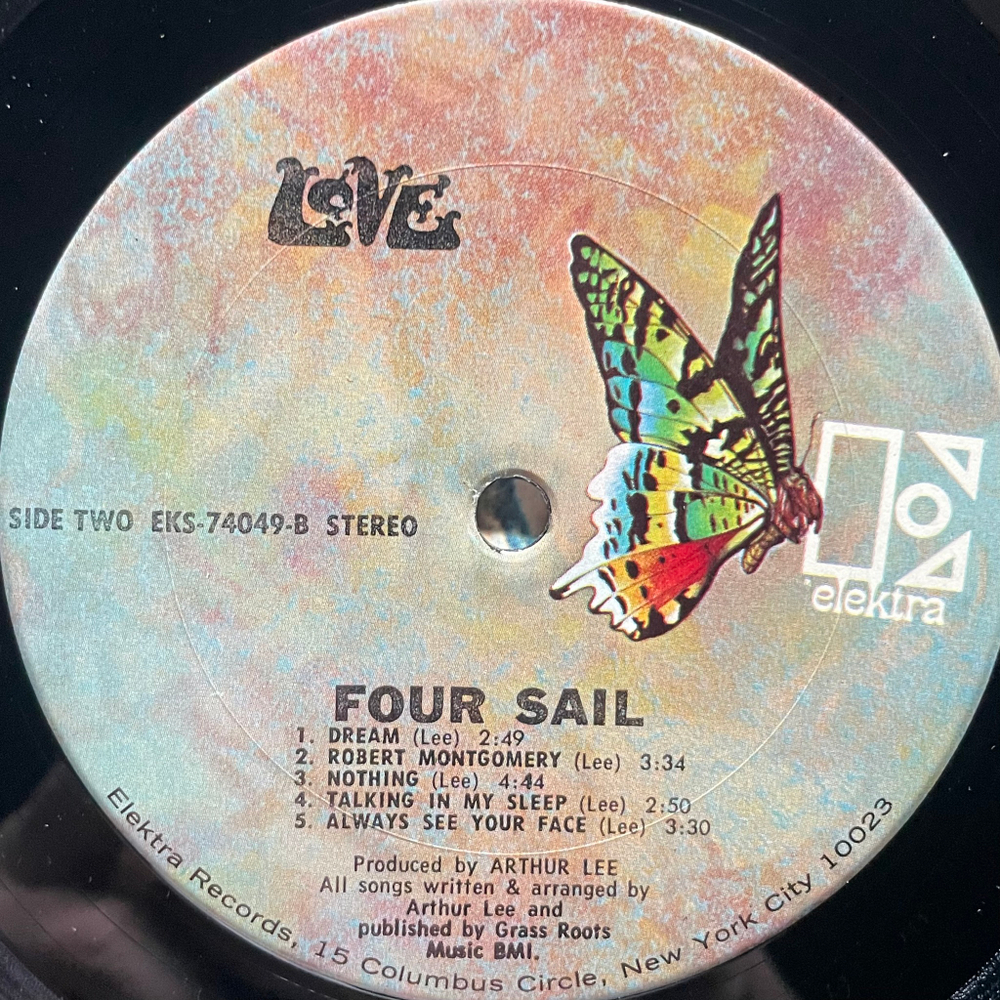 LOVE
SIDE TWO EKS-74049-B STEREO
elektra
FOUR SAIL
1. DREAM (Lee) 2:49
2. ROBERT MONTGOMERY (Lee) 3:34
3. NOTHING (Lee) 4:44
4. TALKING IN MY SLEEP (Lee) 2:50
5. ALWAYS SEE YOUR FACE (Lee) 3:30
Produced by ARTHUR LEE
All songs written & arranged by
Arthur Lee and
published by Grass Roots
Music BMI.
Elektra Records, 15 Columbus Circle, New York City 10023